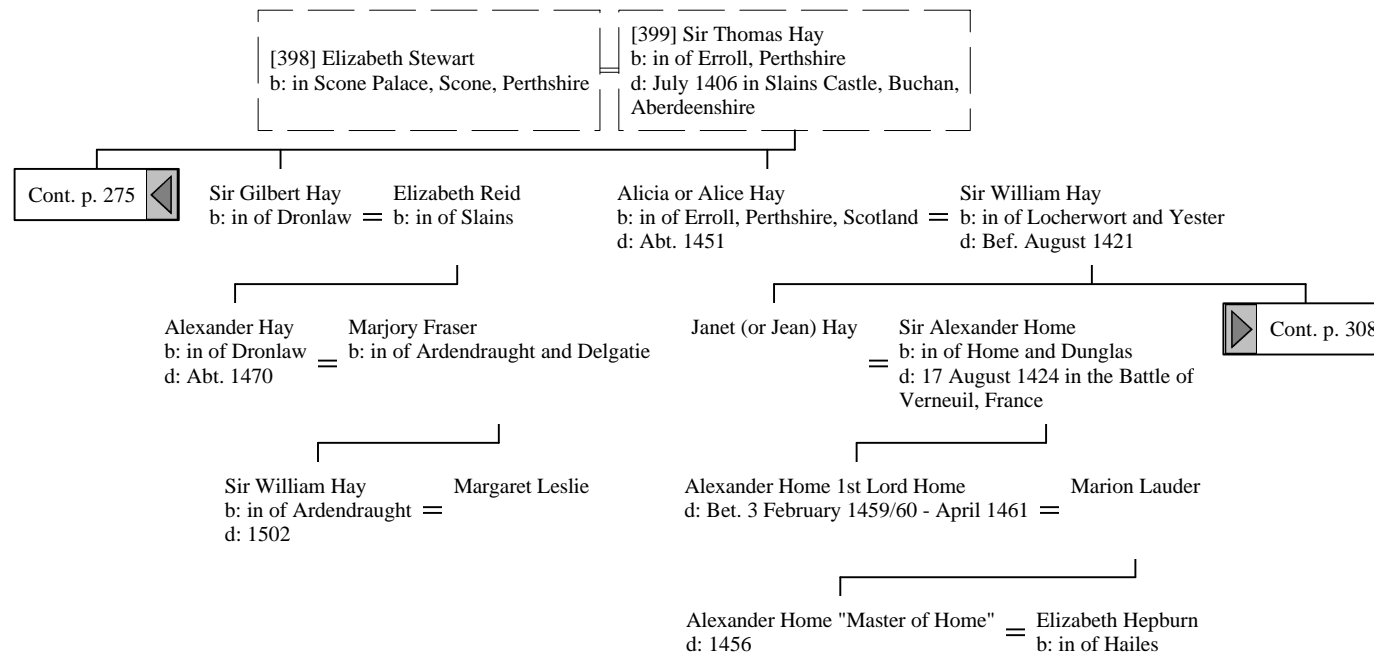 [398] Elizabeth Stewart
b: in Scone Palace, Scone, Perthshire
=
[399] Sir Thomas Hay
b: in of Erroll, Perthshire
d: July 1406 in Slains Castle, Buchan,
Aberdeenshire
Cont. p. 275
Sir Gilbert Hay
b: in of Dronlaw
=
Elizabeth Reid
b: in of Slains
Alicia or Alice Hay
b: in of Erroll, Perthshire, Scotland
d: Abt. 1451
=
Sir William Hay
b: in of Locherwort and Yester
d: Bef. August 1421
Alexander Hay
b: in of Dronlaw
d: Abt. 1470
=
Marjory Fraser
b: in of Ardendraught and Delgatie
Janet (or Jean) Hay
=
Sir Alexander Home
b: in of Home and Dunglas
d: 17 August 1424 in the Battle of
Verneuil, France
Cont. p. 308
Sir William Hay
b: in of Ardendraught
d: 1502
=
Margaret Leslie
Alexander Home 1st Lord Home
d: Bet. 3 February 1459/60 - April 1461
=
Marion Lauder
Alexander Home "Master of Home"
d: 1456
=
Elizabeth Hepburn
b: in of Hailes